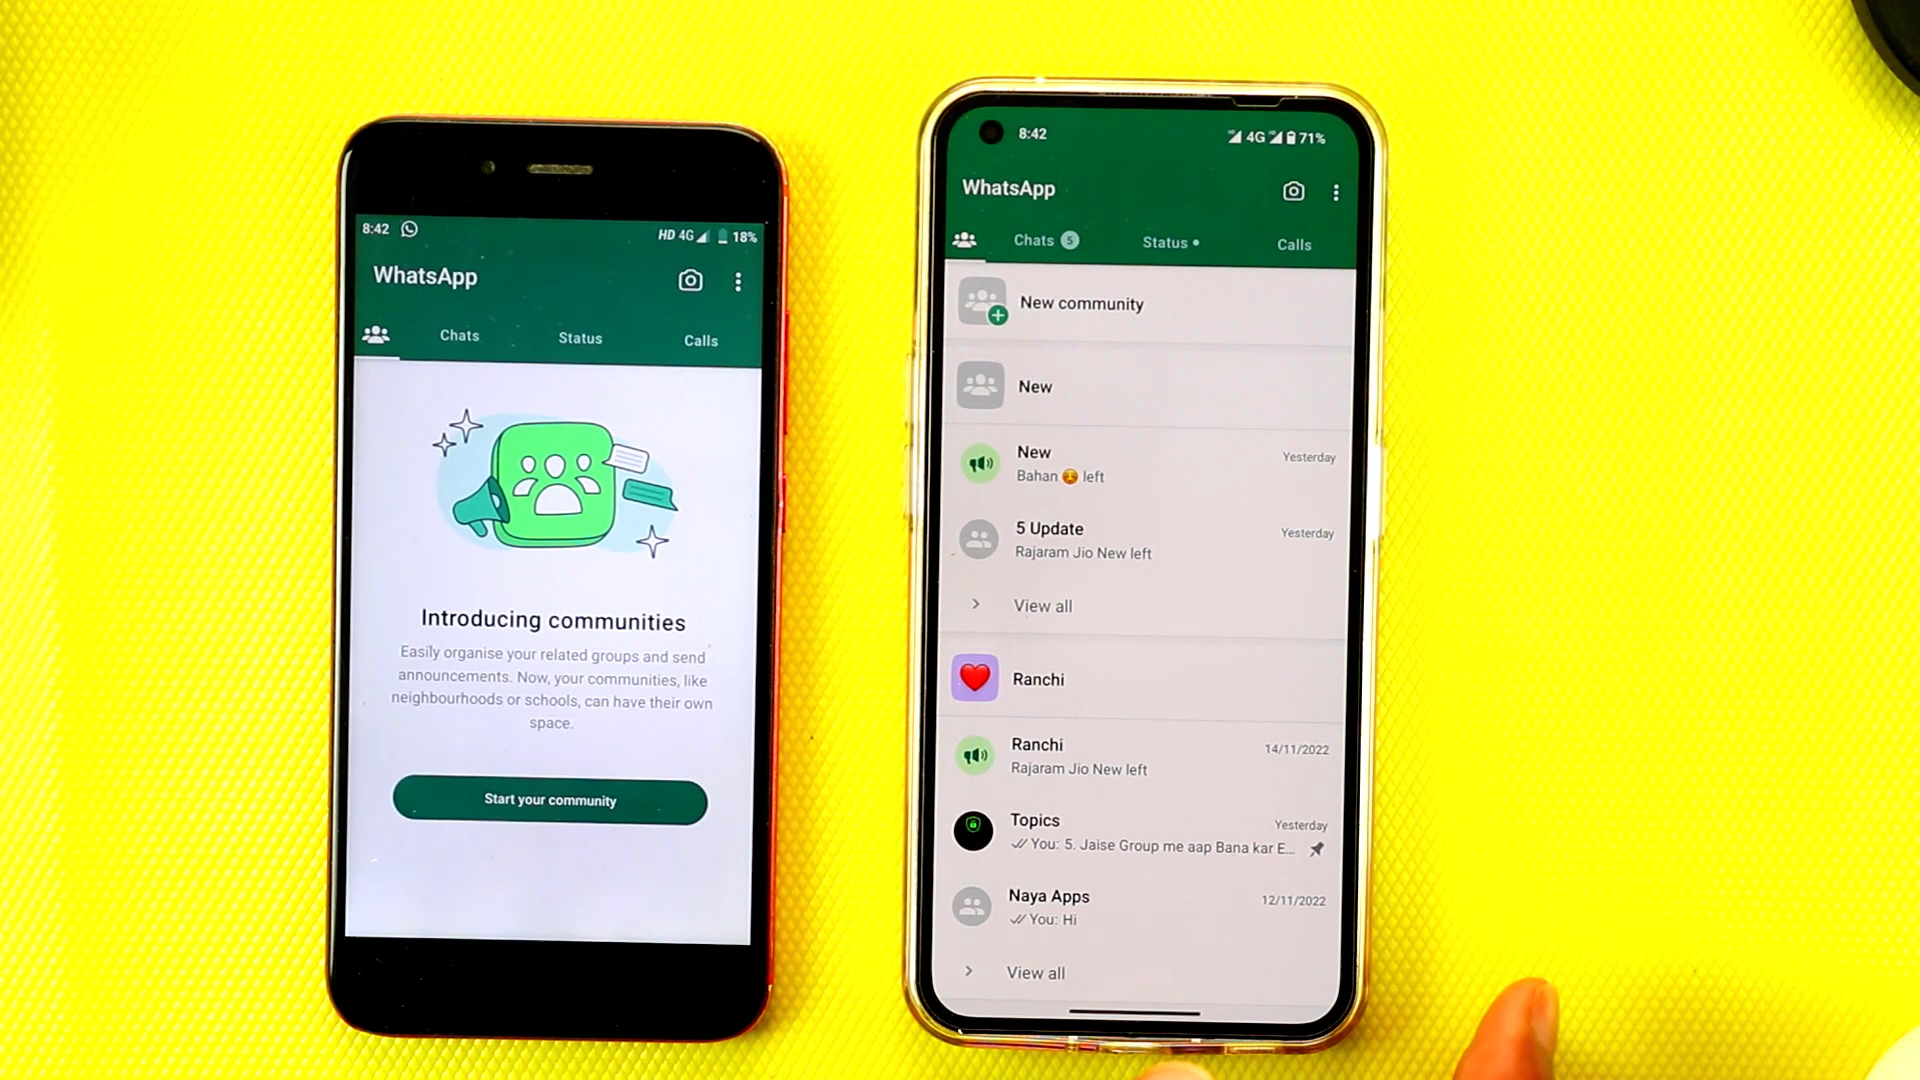 8:42
HD 4G 18%
WhatsApp
Chats
Status
Calls
Introducing communities
Easily organise your related groups and send
announcements. Now, your communities, like
neighbourhoods or schools, can have their own
space.
Start your community
8:42
4G 71%
WhatsApp
Chats 5
Status
Calls
New community
New
New
Yesterday
Bahan ☺️ left
5 Update
Yesterday
Rajaram Jio New left
View all
Ranchi
Ranchi
14/11/2022
Rajaram Jio New left
Topics
Yesterday
You: 5. Jaise Group me aap Bana kar E...
Naya Apps
12/11/2022
You: Hi
View all